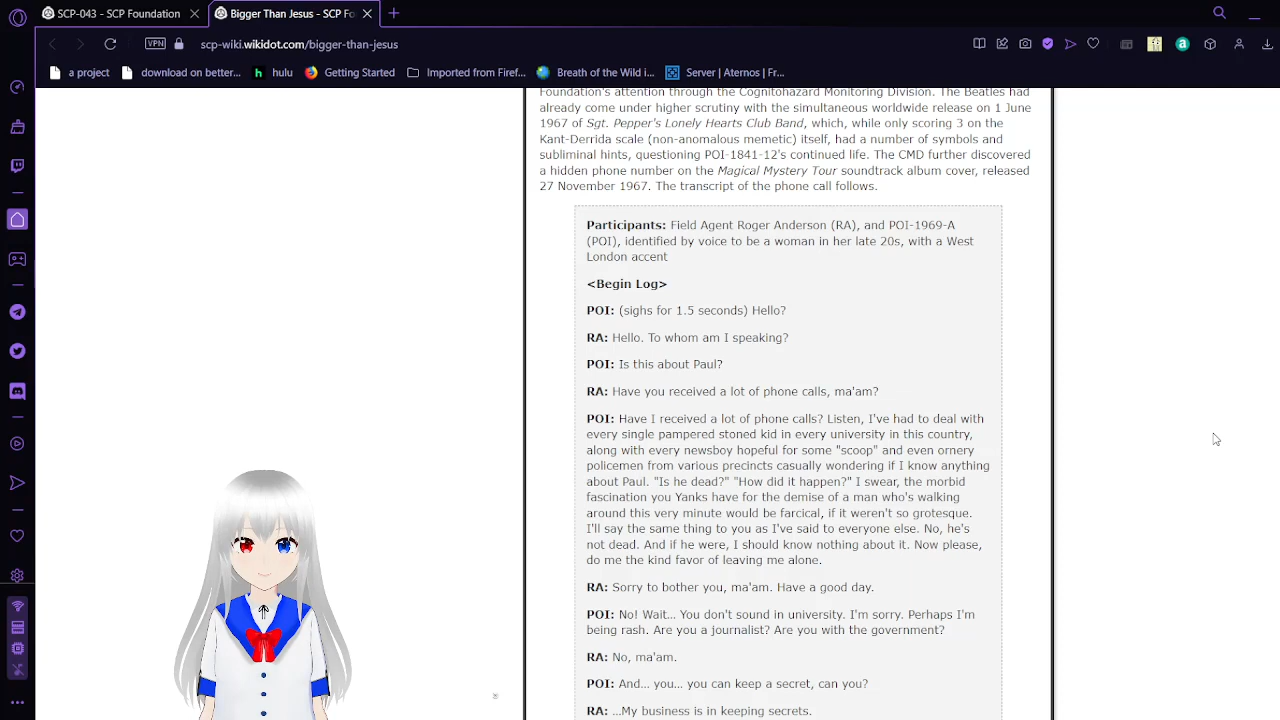 SCP-043 - SCP Foundation
Bigger Than Jesus - SCP Fo
VPN
scp-wiki.wikidot.com/bigger-than-jesus
a project
download on better...
hulu
Getting Started
Imported from Firef...
Breath of the Wild i...
Server | Aternos | Fr...
Foundation's attention through the Cognitohazard Monitoring Division. The Beatles had
already come under higher scrutiny with the simultaneous worldwide release on 1 June
1967 of Sgt. Pepper's Lonely Hearts Club Band, which, while only scoring 3 on the
Kant-Derrida scale (non-anomalous memetic) itself, had a number of symbols and
subliminal hints, questioning POI-1841-12's continued life. The CMD further discovered
a hidden phone number on the Magical Mystery Tour soundtrack album cover, released
27 November 1967. The transcript of the phone call follows.
Participants: Field Agent Roger Anderson (RA), and POI-1969-A
(POI), identified by voice to be a woman in her late 20s, with a West
London accent
<Begin Log>
POI: (sighs for 1.5 seconds) Hello?
RA: Hello. To whom am I speaking?
POI: Is this about Paul?
RA: Have you received a lot of phone calls, ma'am?
POI: Have I received a lot of phone calls? Listen, I've had to deal with
every single pampered stoned kid in every university in this country,
along with every newsboy hopeful for some "scoop" and even ornery
policemen from various precincts casually wondering if I know anything
about Paul. "Is he dead?" "How did it happen?" I swear, the morbid
fascination you Yanks have for the demise of a man who's walking
around this very minute would be farcical, if it weren't so grotesque.
I'll say the same thing to you as I've said to everyone else. No, he's
not dead. And if he were, I should know nothing about it. Now please,
do me the kind favor of leaving me alone.
RA: Sorry to bother you, ma'am. Have a good day.
POI: No! Wait... You don't sound in university. I'm sorry. Perhaps I'm
being rash. Are you a journalist? Are you with the government?
RA: No, ma'am.
POI: And... you... you can keep a secret, can you?
RA: ...My business is in keeping secrets.